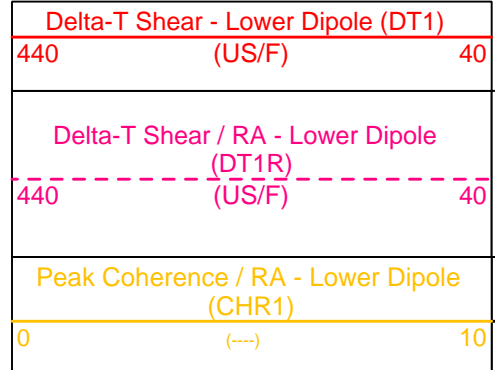 Delta-T Shear - Lower Dipole (DT1)
440 (US/F) 40
Delta-T Shear / RA - Lower Dipole
(DT1R)
440 (US/F) 40
Peak Coherence / RA - Lower Dipole
(CHR1)
0 (----) 10